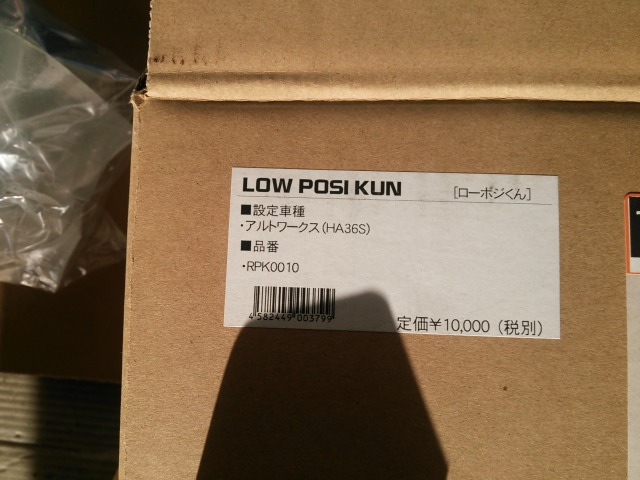 LOW POSI KUN [ローポジくん]
■設定車種
・アルトワークス(HA36S)
■品番
・RPK0010
4582449003799
定価¥10,000(税別)